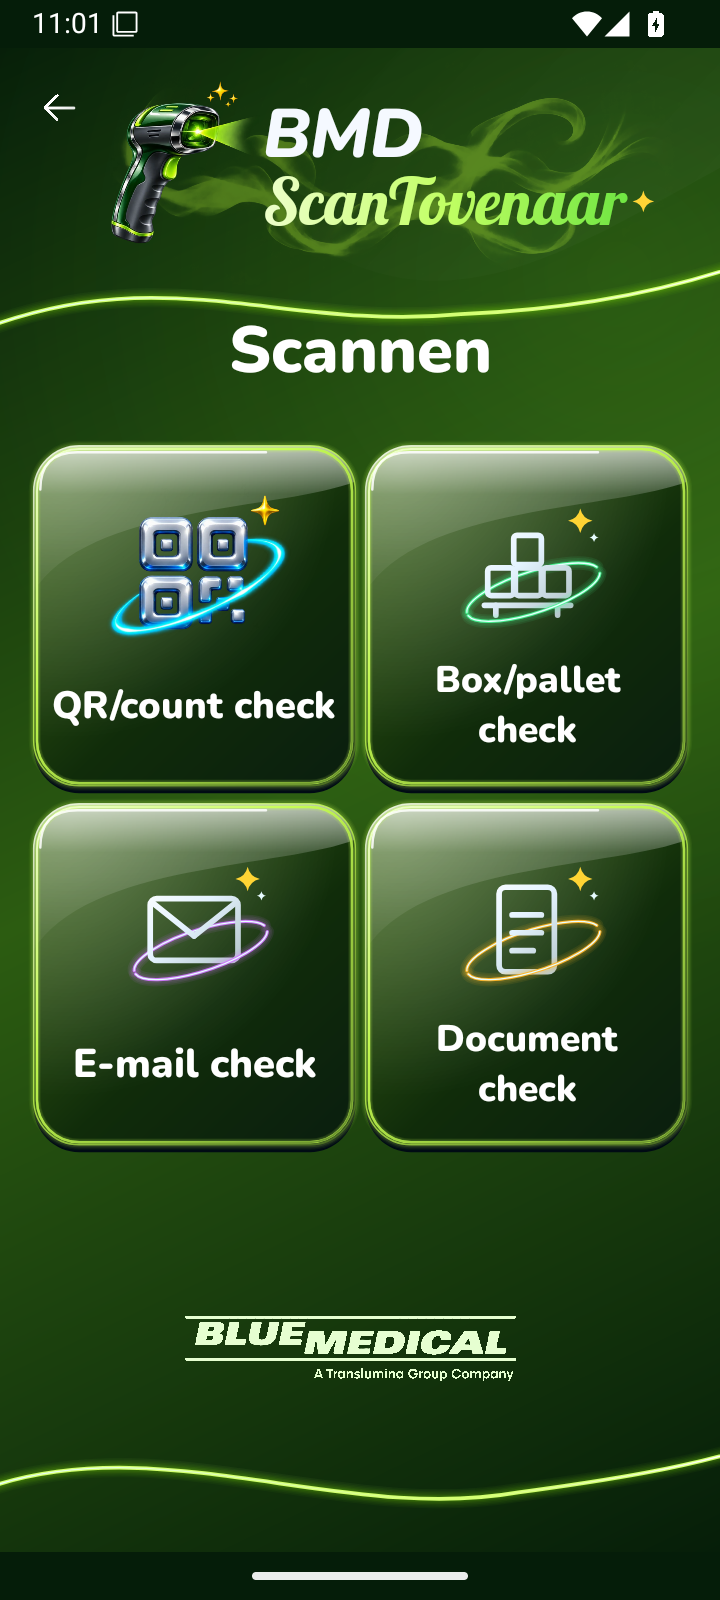 11:01
BMD
ScanTovenaar
Scannen
QR/count check
Box/pallet
check
E-mail check
Document
check
BLUEMEDICAL
A Translumina Group Company